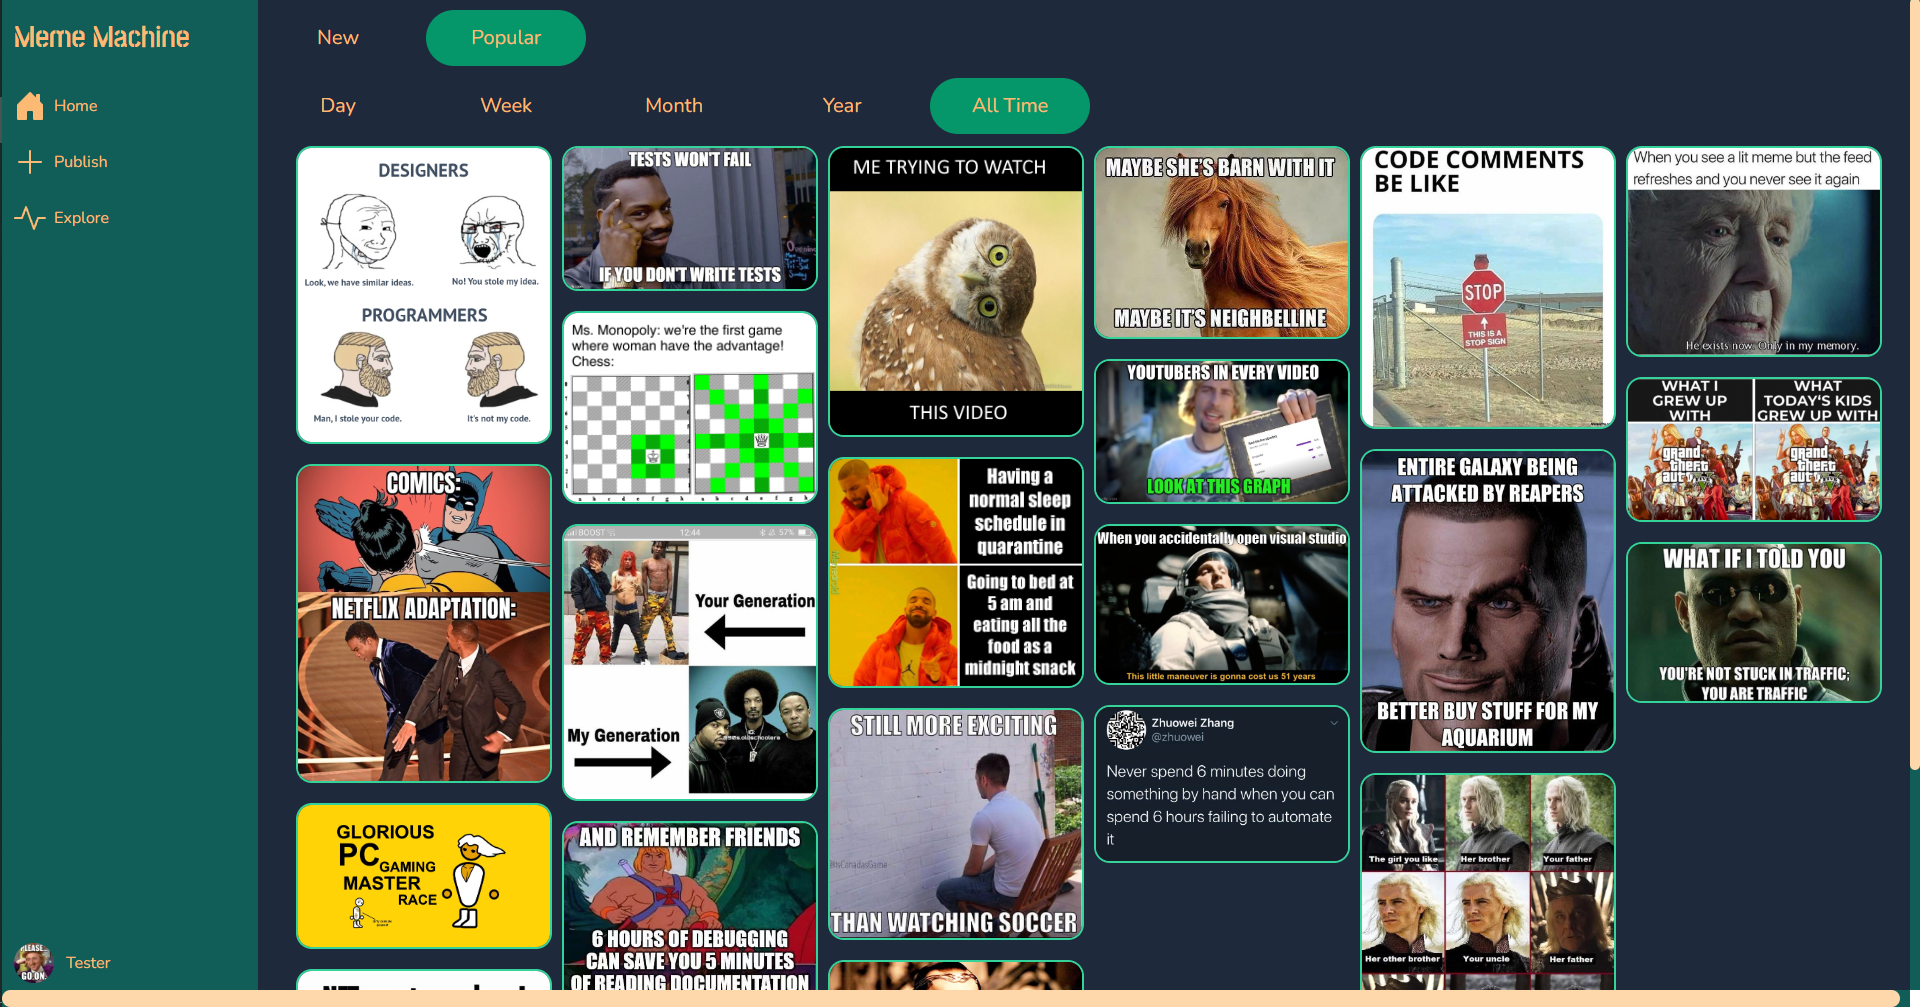 Meme Machine
Home
Publish
Explore
Tester
New
Popular
Day
Week
Month
Year
All Time
DESIGNERS
Look, we have similar ideas.
No! You stole my idea.
PROGRAMMERS
Man, I stole your code.
It's not my code.
COMICS:
NETFLIX ADAPTATION:
GLORIOUS
PC GAMING
MASTER
RACE
TESTS WON'T FAIL
IF YOU DON'T WRITE TESTS
Ms. Monopoly: we're the first game
where woman have the advantage!
Chess:
a b c d e f g h
a b c d e f g h
BOOST
12:44
57%
Your Generation
My Generation
AND REMEMBER FRIENDS
6 HOURS OF DEBUGGING
CAN SAVE YOU 5 MINUTES
OF READING DOCUMENTATION
ME TRYING TO WATCH
THIS VIDEO
Having a
normal sleep
schedule in
quarantine
Going to bed at
5 am and
eating all the
food as a
midnight snack
STILL MORE EXCITING
THAN WATCHING SOCCER
MAYBE SHE'S BARN WITH IT
MAYBE IT'S NEIGHBELLINE
YOUTUBERS IN EVERY VIDEO
LOOK AT THIS GRAPH
When you accidentally open visual studio
This little maneuver is gonna cost us 51 years
Zhuowei Zhang
@zhuowei
Never spend 6 minutes doing
something by hand when you can
spend 6 hours failing to automate
it
CODE COMMENTS
BE LIKE
STOP
THIS IS A
STOP SIGN
ENTIRE GALAXY BEING
ATTACKED BY REAPERS
BETTER BUY STUFF FOR MY
AQUARIUM
The girl you like...
Her brother
Your father
Her other brother
Your uncle
Her father
When you see a lit meme but the feed
refreshes and you never see it again
He exists now. Only in my memory.
WHAT I
GREW UP
WITH
WHAT
TODAY'S KIDS
GREW UP WITH
grand
theft
auto
grand
theft
auto
WHAT IF I TOLD YOU
YOU'RE NOT STUCK IN TRAFFIC;
YOU ARE TRAFFIC
PLEASE
GO ON